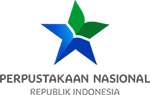 PERPUSTAKAAN NASIONAL
REPUBLIK INDONESIA